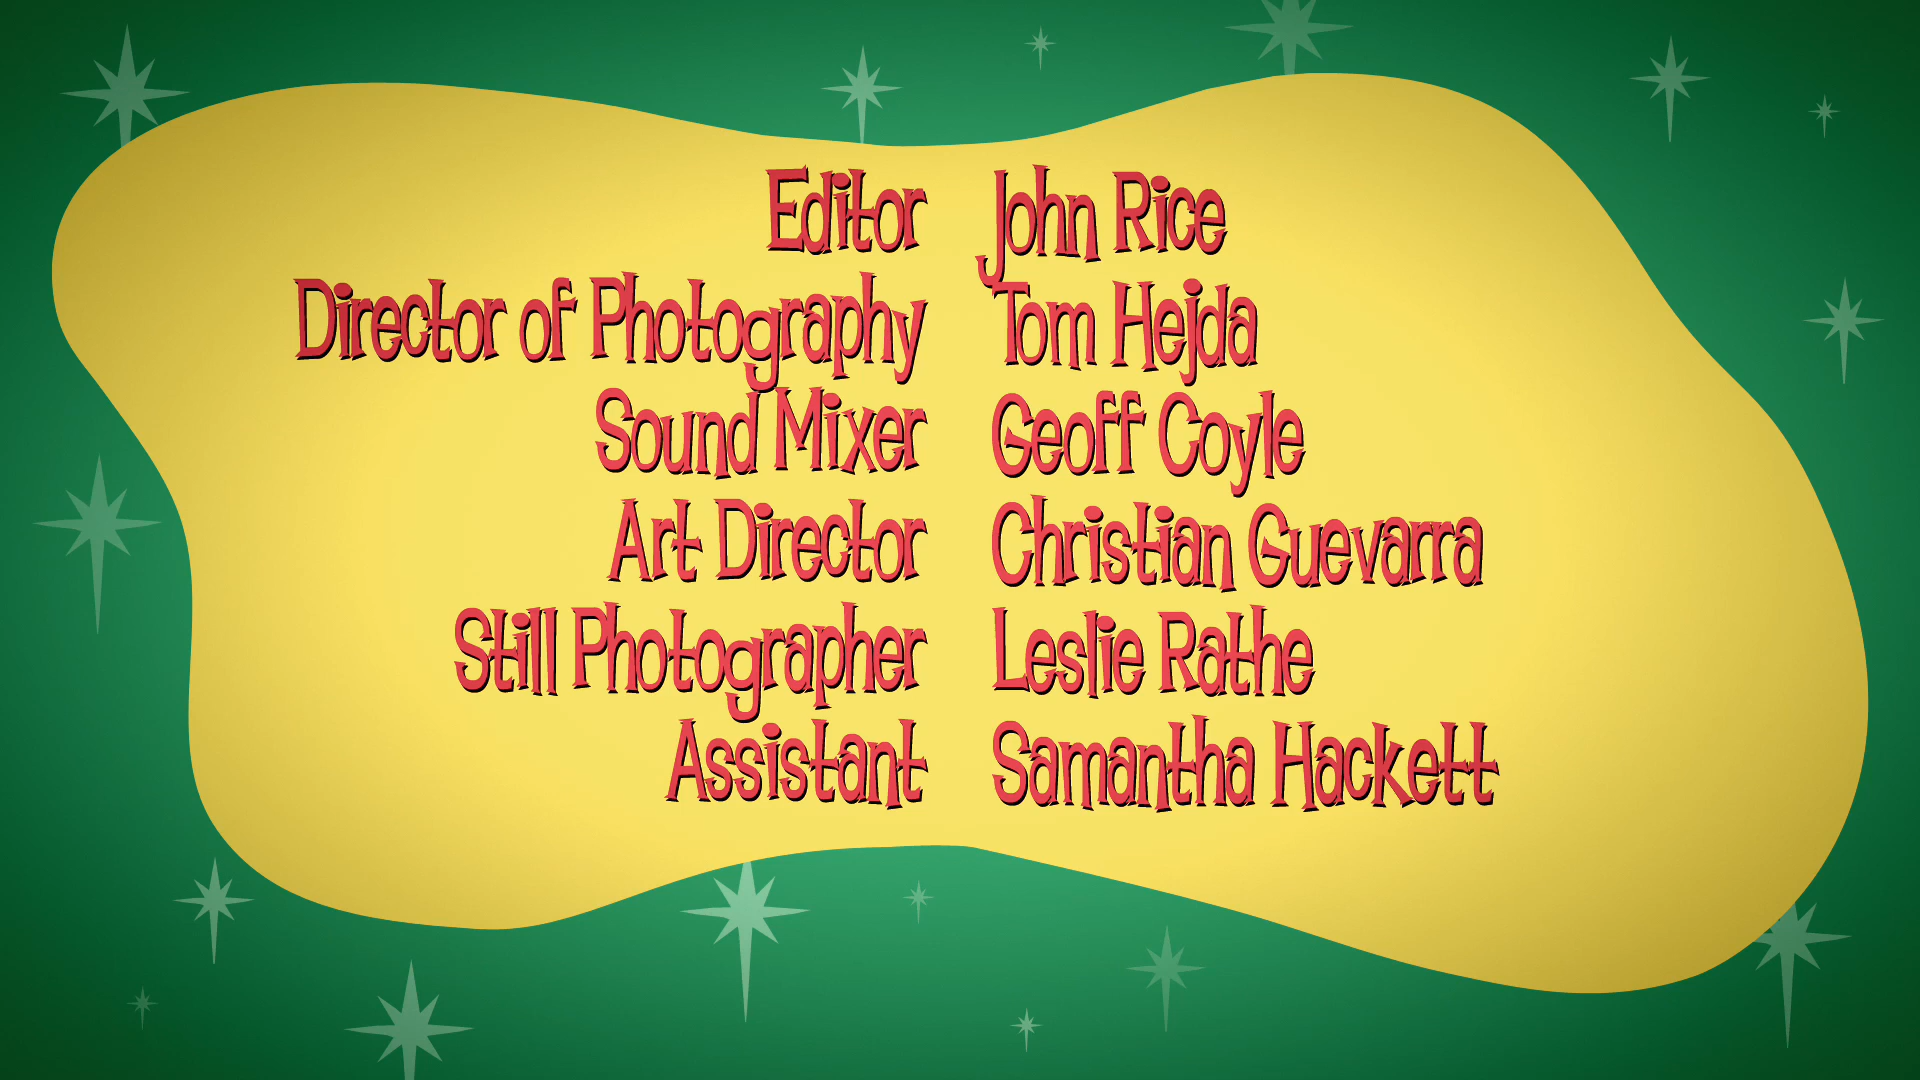 Editor John Rice
Director of Photography Tom Hejda
Sound Mixer Geoff Coyle
Art Director Christian Guevarra
Still Photographer Leslie Rathe
Assistant Samantha Hackett